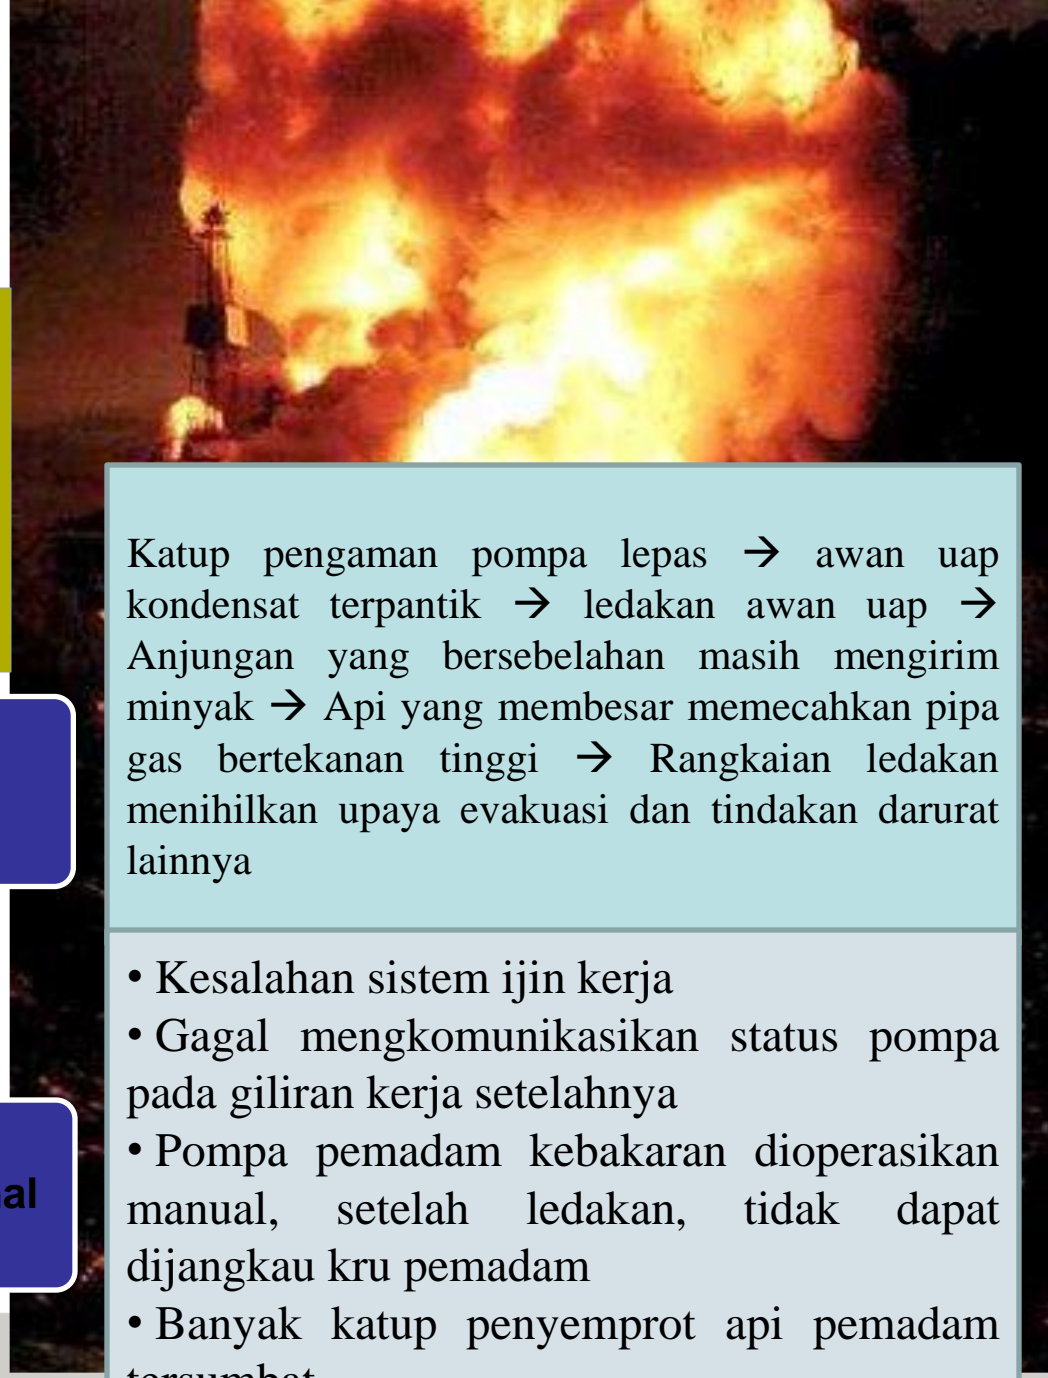 Katup pengaman pompa lepas → awan uap
kondensat terpantik → ledakan awan uap →
Anjungan yang bersebelahan masih mengirim
minyak → Api yang membesar memecahkan pipa
gas bertekanan tinggi → Rangkaian ledakan
menihilkan upaya evakuasi dan tindakan darurat
lainnya
• Kesalahan sistem ijin kerja
• Gagal mengkomunikasikan status pompa
pada giliran kerja setelahnya
• Pompa pemadam kebakaran dioperasikan
manual, setelah ledakan, tidak dapat
dijangkau kru pemadam
al
• Banyak katup penyemprot api pemadam
tersumbat